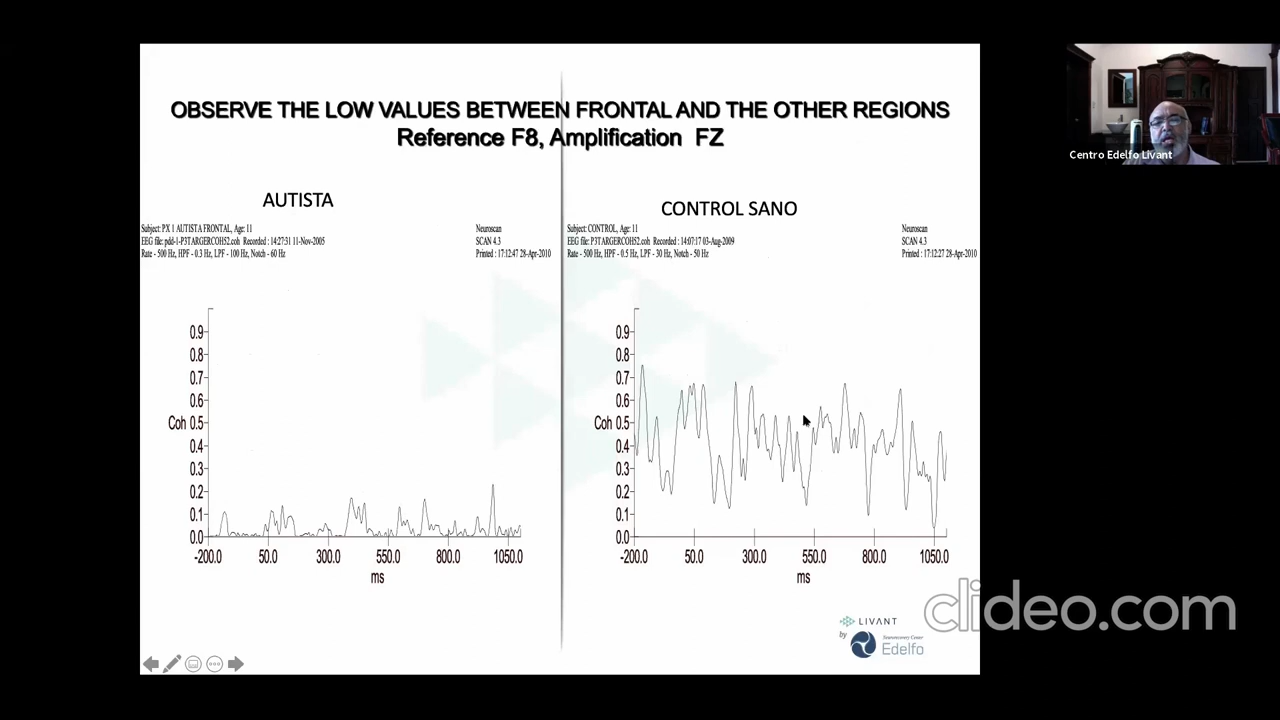 OBSERVE THE LOW VALUES BETWEEN FRONTAL AND THE OTHER REGIONS
Reference F8, Amplification FZ
AUTISTA
Subject: PX 1 AUTISTA FRONTAL, Age: 11
Neuroscan
EEG file: pdd-1-P3TARGERCOH52.coh Recorded : 14:27:31 11-Nov-2005
SCAN 4.3
Rate - 500 Hz, HPF - 0.3 Hz, LPF - 100 Hz, Notch - 60 Hz
Printed : 17:12:47 28-Apr-2010
0.9
0.8
0.7
0.6
Coh 0.5
0.4
0.3
0.2
0.1
0.0
-200.0 50.0 300.0 550.0 800.0 1050.0
ms
CONTROL SANO
Subject: CONTROL, Age: 11
Neuroscan
EEG file: P3TARGERCOH52.coh Recorded : 14:07:17 03-Aug-2009
SCAN 4.3
Rate - 500 Hz, HPF - 0.5 Hz, LPF - 30 Hz, Notch - 50 Hz
Printed : 17:12:27 28-Apr-2010
0.9
0.8
0.7
0.6
Coh 0.5
0.4
0.3
0.2
0.1
0.0
-200.0 50.0 300.0 550.0 800.0 1050.0
ms
LIVANT
by
Edelfo
Centro Edelfo Livant
clideo.com